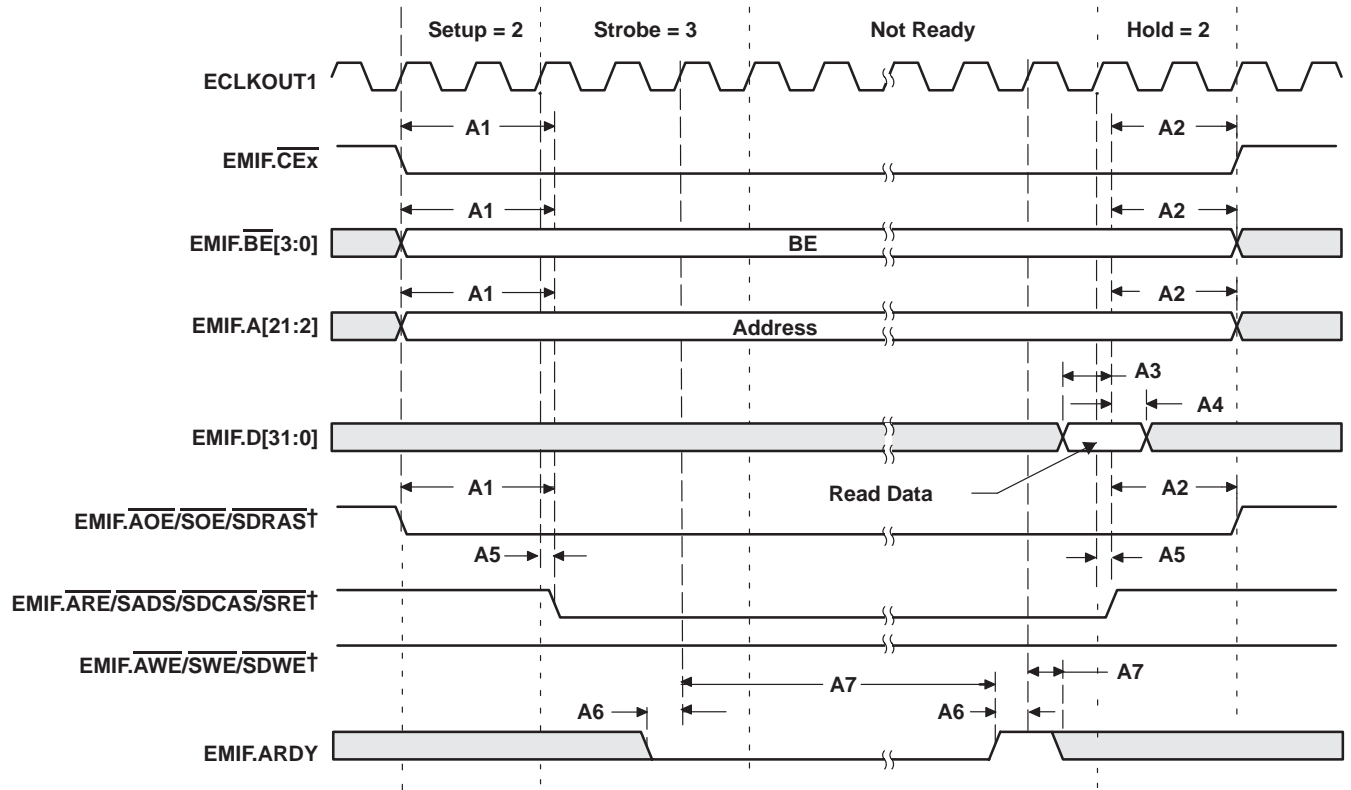 Setup = 2 Strobe = 3 Not Ready Hold = 2
ECLKOUT1
A1 A2
EMIF.CEx
A1 A2
EMIF.BE[3:0] BE
A1 A2
EMIF.A[21:2] Address
A3
A4
EMIF.D[31:0]
A1 Read Data A2
EMIF.AOE/SOE/SDRAS†
A5 A5
EMIF.ARE/SADS/SDCAS/SRE†
EMIF.AWE/SWE/SDWE†
A7 A7
A6 A6
EMIF.ARDY